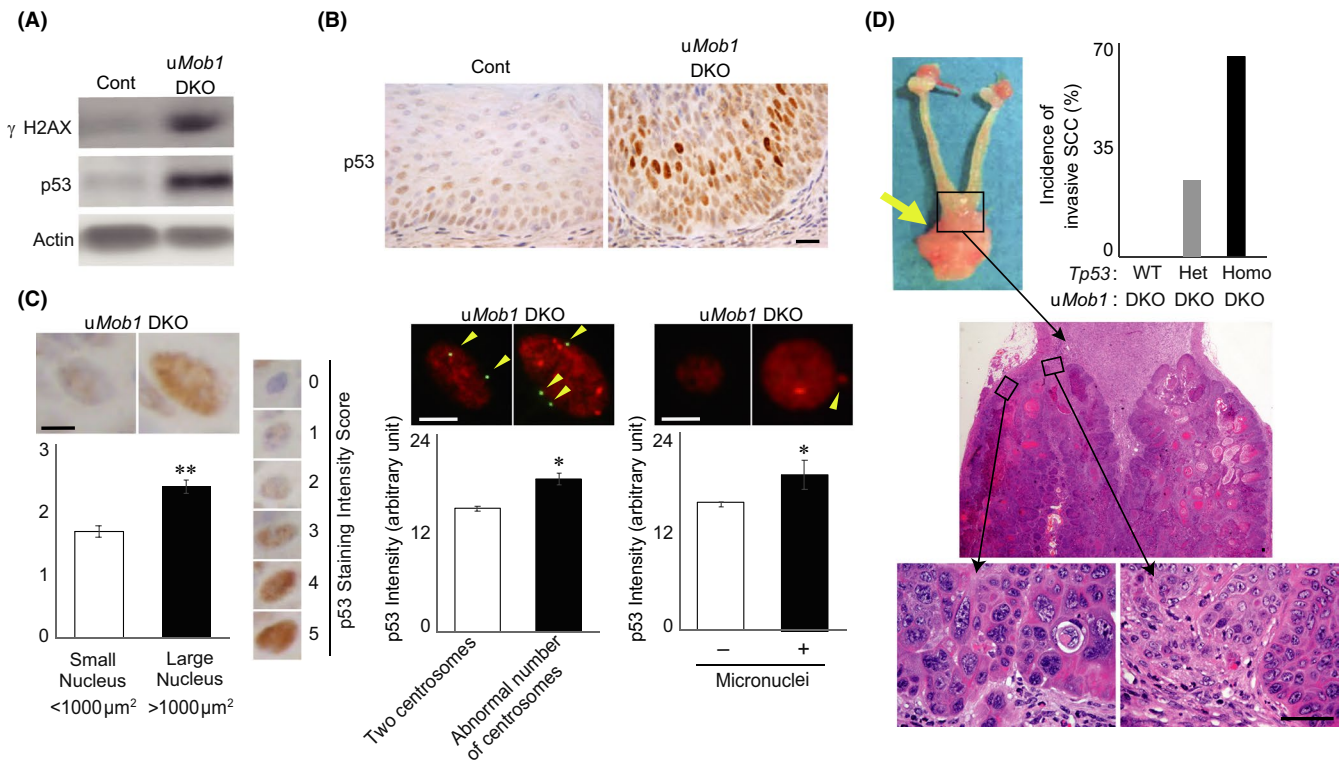 (A)
Cont
uMob1
DKO
γ H2AX
p53
Actin
(B)
Cont
uMob1
DKO
p53
(C)
uMob1 DKO
3
2
1
0
**
Small
Nucleus
<1000μm²
Large
Nucleus
>1000μm²
0
1
2
3
4
5
p53 Staining Intensity Score
uMob1 DKO
p53 Intensity (arbitrary unit)
24
12
0
*
Two centrosomes
Abnormal number
of centrosomes
uMob1 DKO
p53 Intensity (arbitrary unit)
24
12
0
*
– +
Micronuclei
(D)
Incidence of
invasive SCC (%)
70
35
0
Tp53 : WT Het Homo
uMob1 : DKO DKO DKO